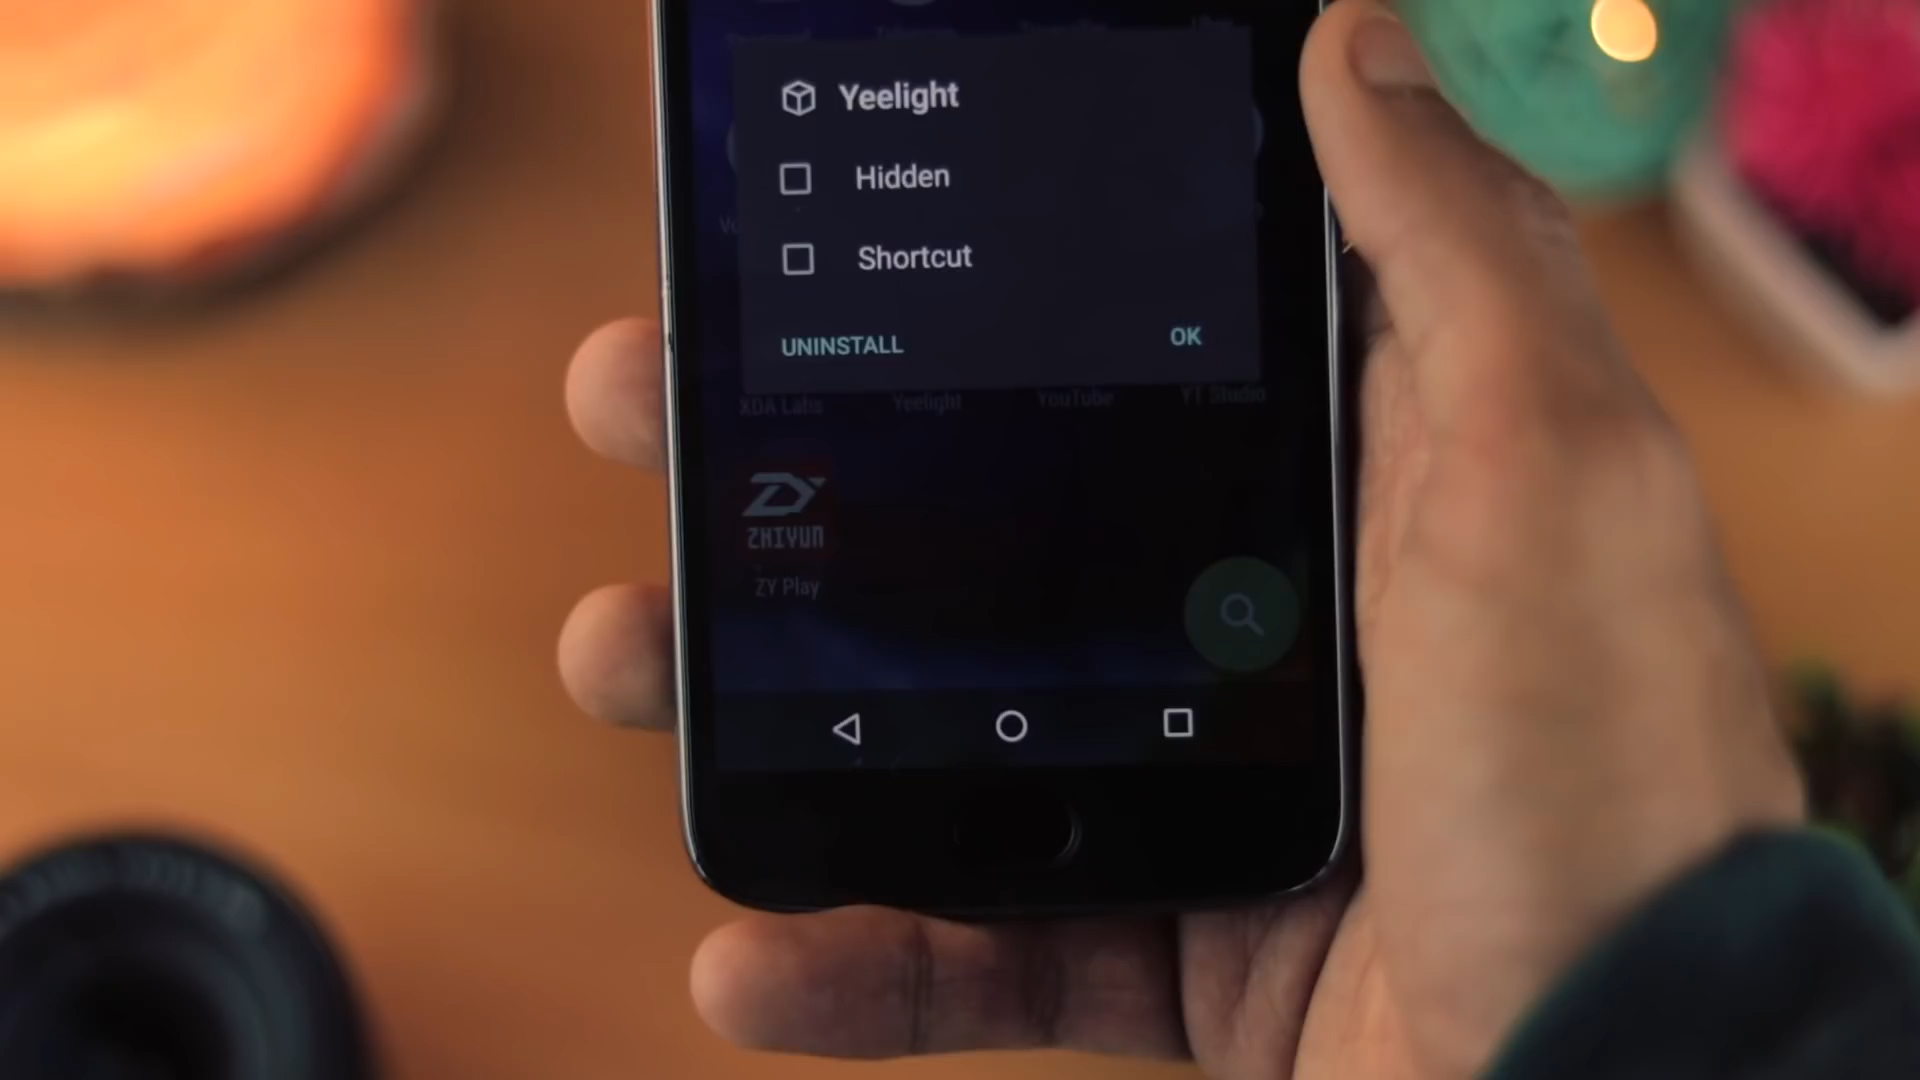 Yeelight
Hidden
Shortcut
UNINSTALL
OK
XDA Labs
Yeelight
YouTube
YT Studio
ZHIYUN
ZY Play